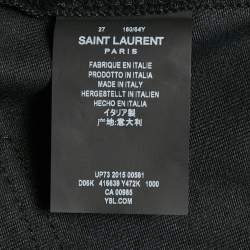 27 160/64Y
SAINT LAURENT
PARIS
FABRIQUE EN ITALIE
PRODOTTO IN ITALIA
MADE IN ITALY
HERGESTELLT IN ITALIEN
HECHO EN ITALIA
イタリア製
产地:意大利
UP73 2015 00561
D06K 416639 Y472K 1000
CA 00965
YSL.COM